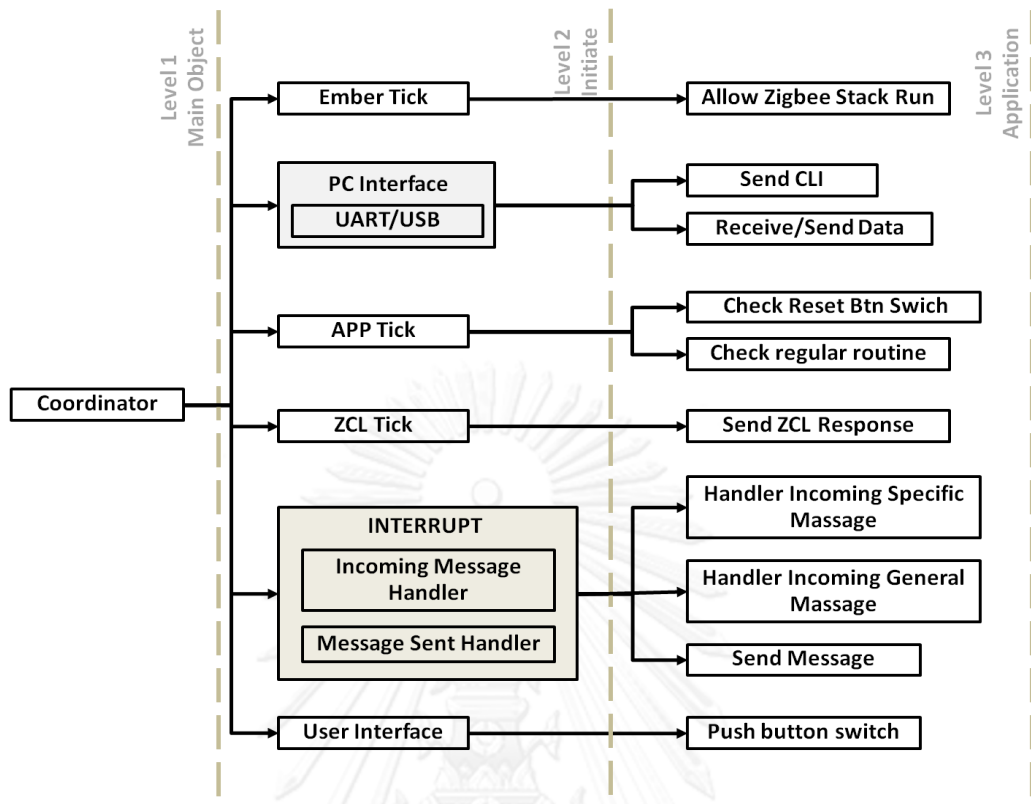 Level 1
Main Object
Level 2
Initiate
Level 3
Application
Ember Tick
Allow Zigbee Stack Run
PC Interface
UART/USB
Send CLI
Receive/Send Data
APP Tick
Check Reset Btn Swich
Check regular routine
Coordinator
ZCL Tick
Send ZCL Response
INTERRUPT
Incoming Message
Handler
Message Sent Handler
Handler Incoming Specific
Massage
Handler Incoming General
Massage
Send Message
User Interface
Push button switch